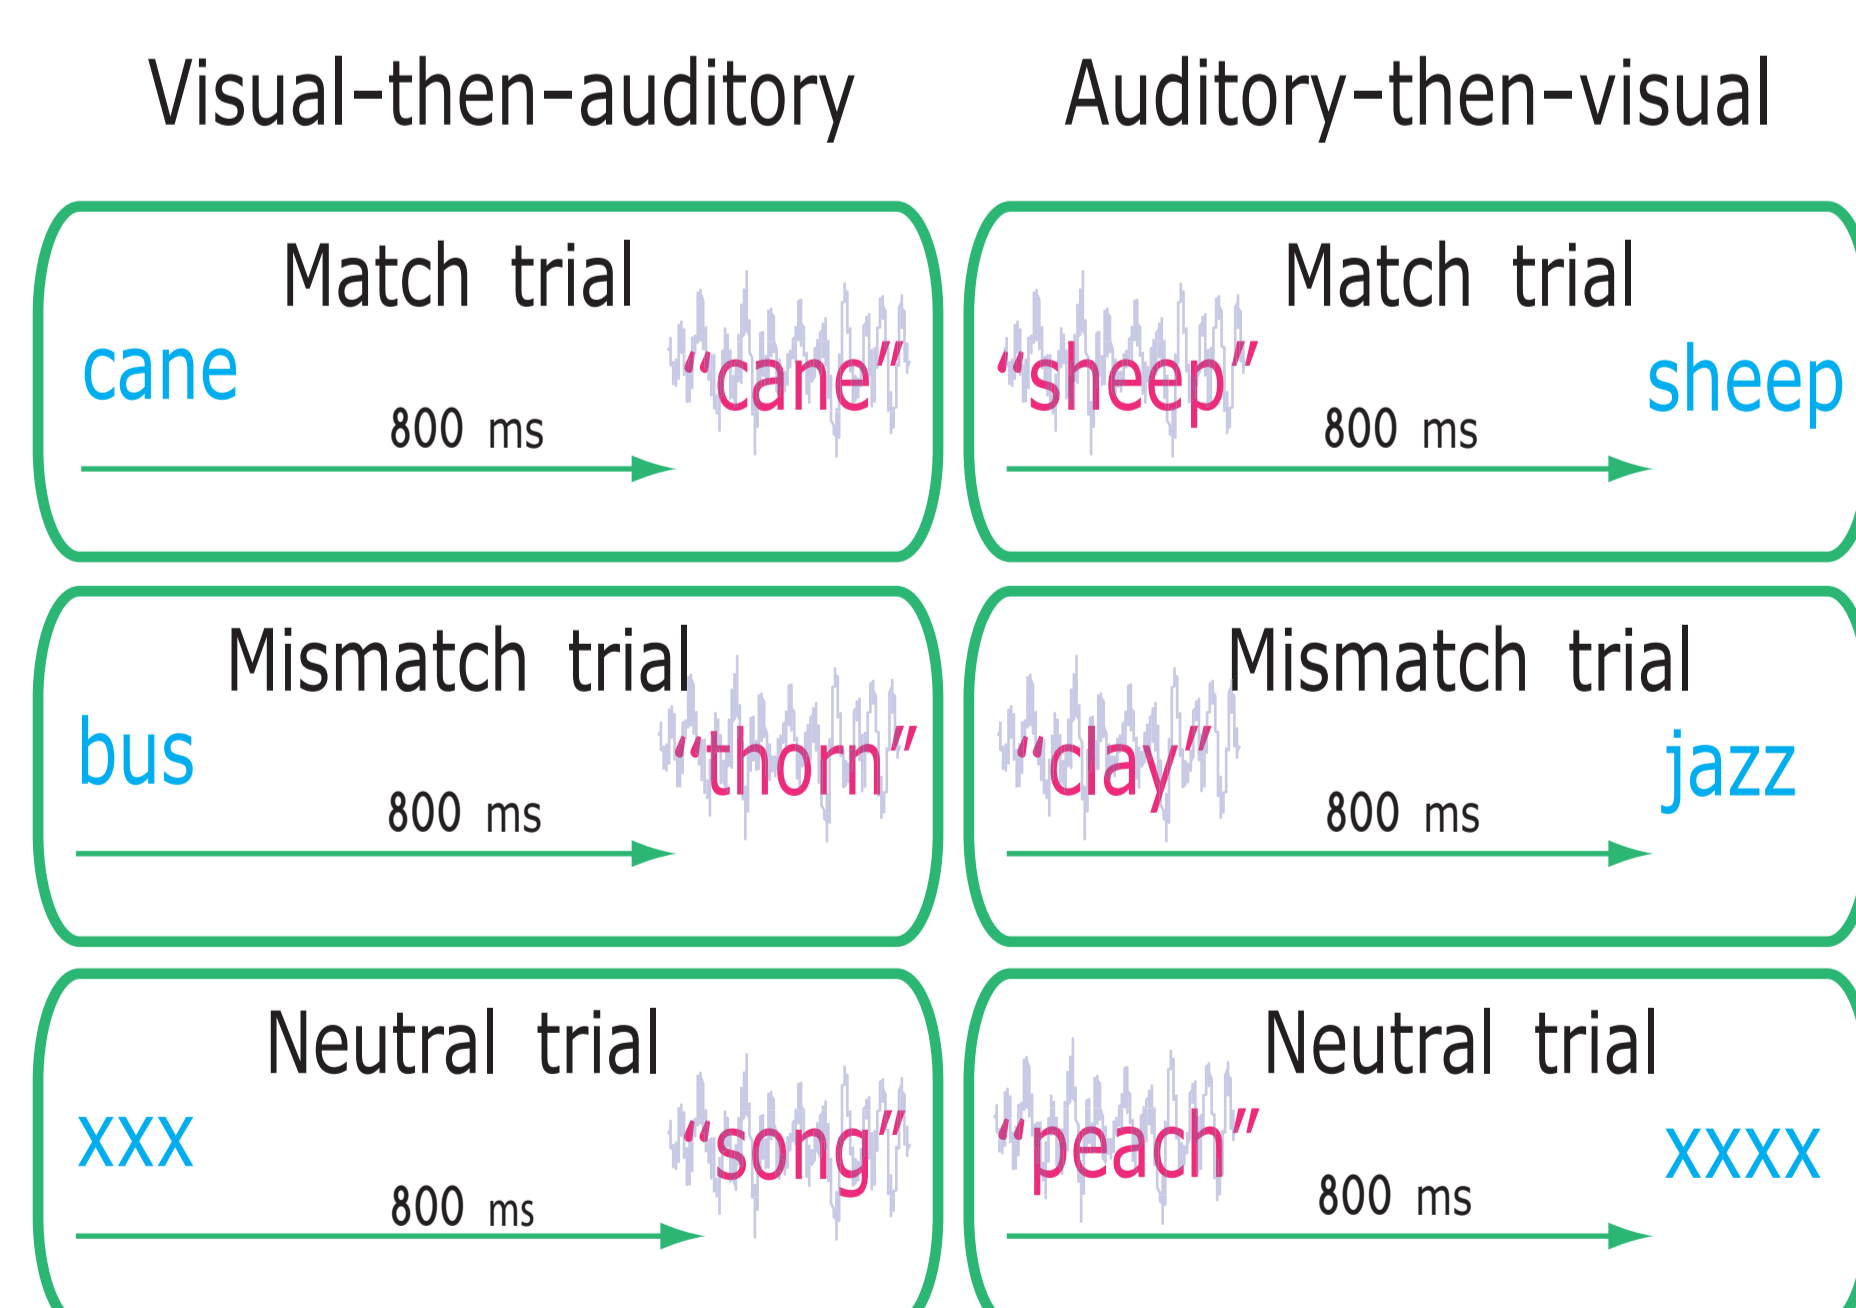 Visual-then-auditory
Auditory-then-visual
Match trial
cane
"cane"
800 ms
Match trial
"sheep"
sheep
800 ms
Mismatch trial
bus
"thorn"
800 ms
Mismatch trial
"clay"
jazz
800 ms
Neutral trial
xxx
"song"
800 ms
Neutral trial
"peach"
xxxx
800 ms